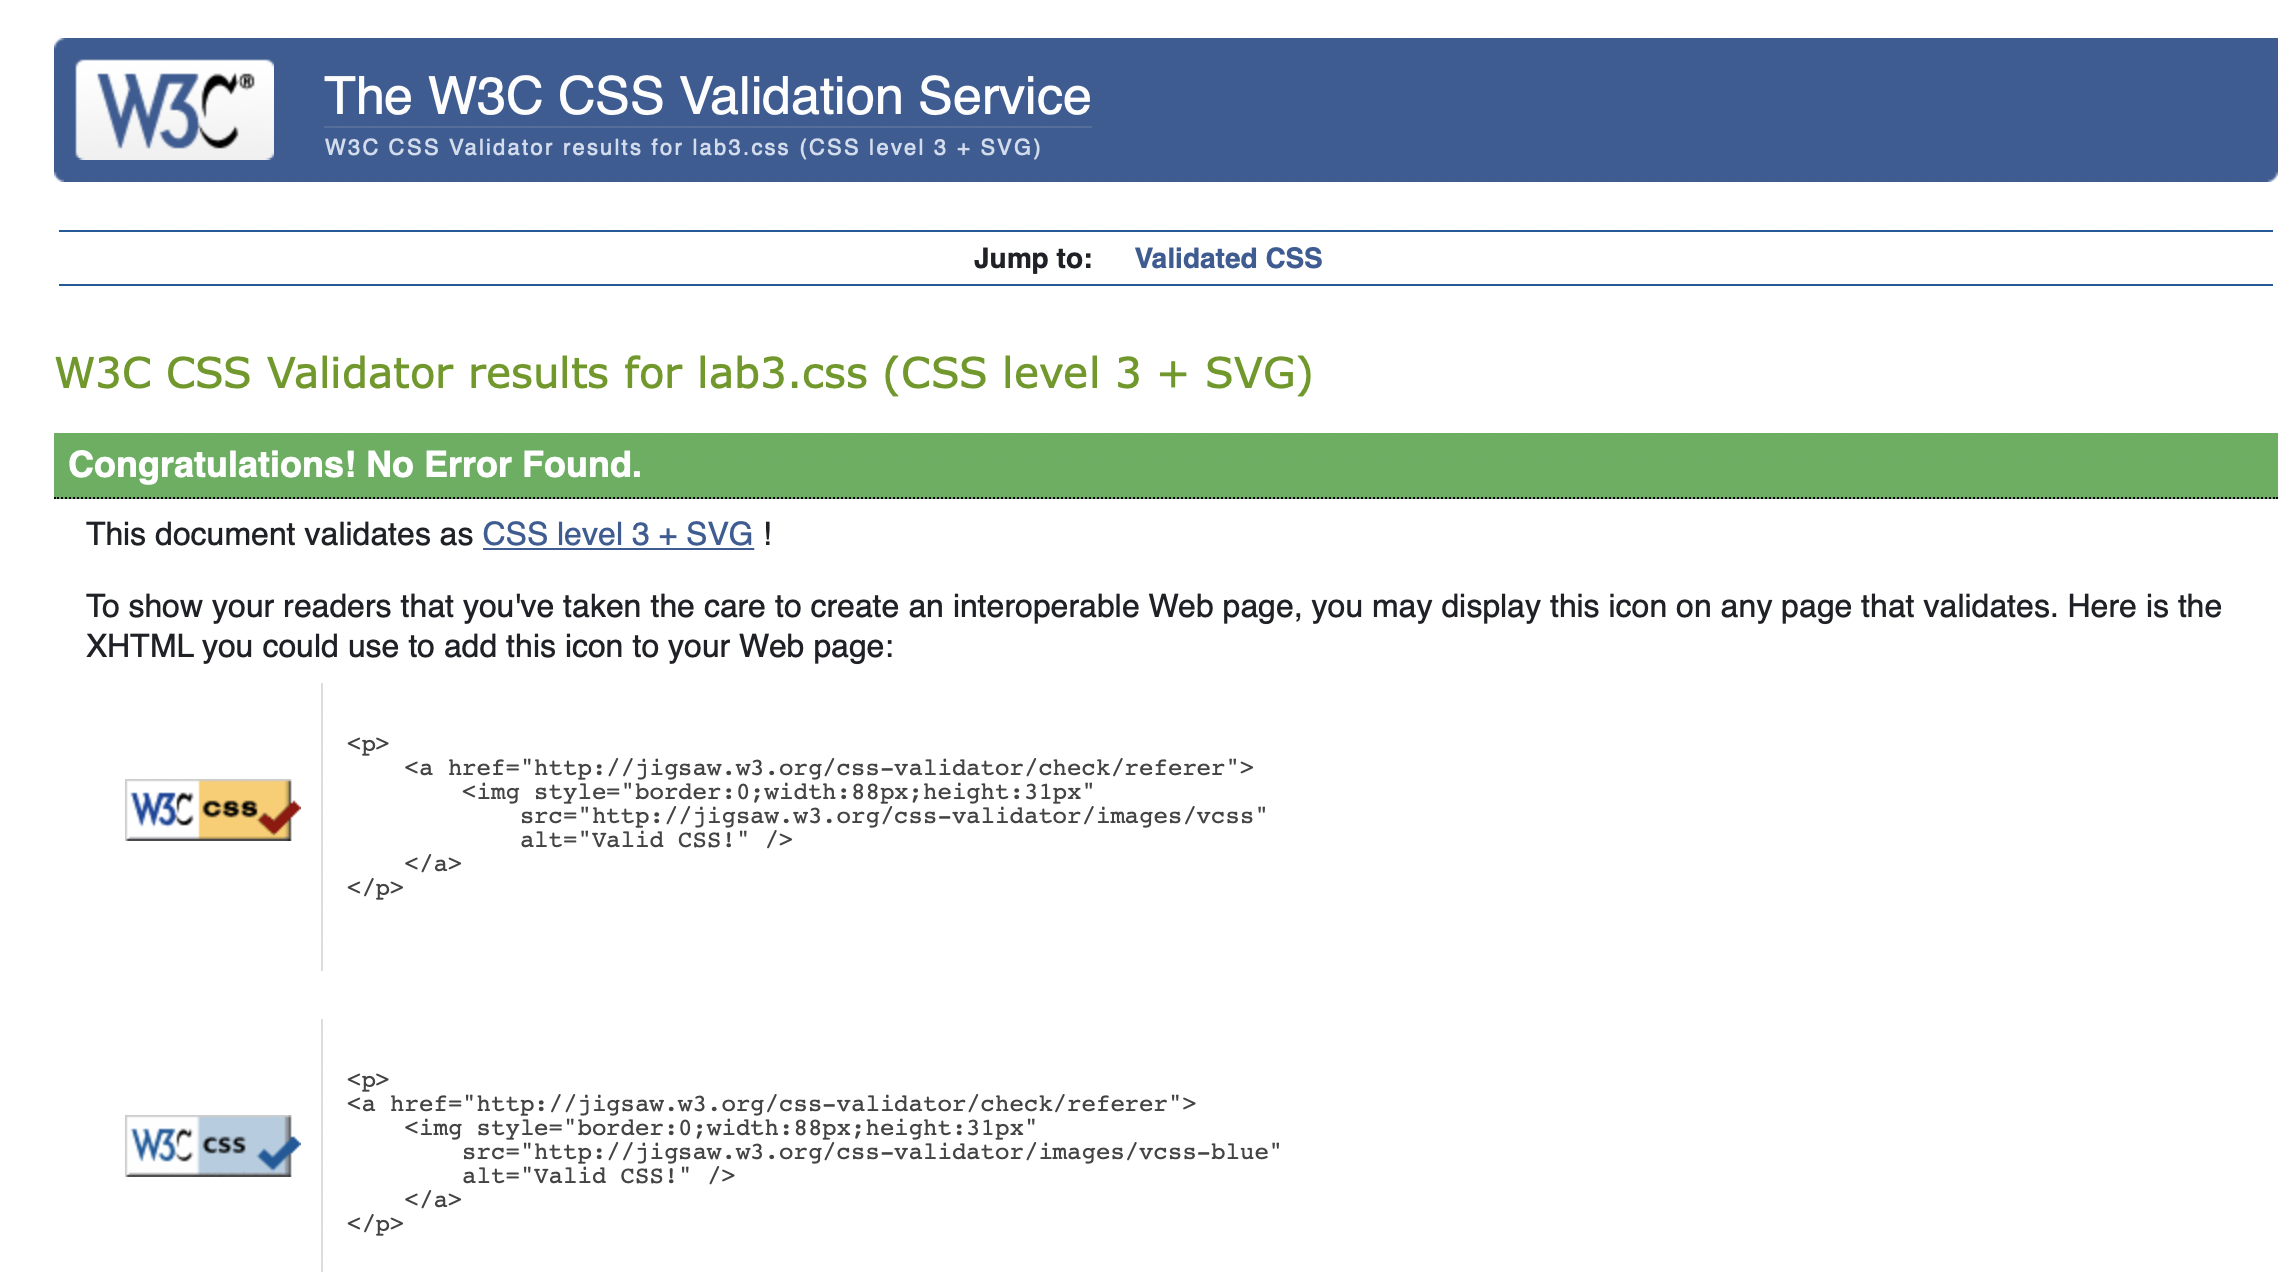 W3C®
The W3C CSS Validation Service
W3C CSS Validator results for lab3.css (CSS level 3 + SVG)
Jump to: Validated CSS
W3C CSS Validator results for lab3.css (CSS level 3 + SVG)
Congratulations! No Error Found.
This document validates as CSS level 3 + SVG !
To show your readers that you've taken the care to create an interoperable Web page, you may display this icon on any page that validates. Here is the
XHTML you could use to add this icon to your Web page:
W3C css
<p>
    <a href="http://jigsaw.w3.org/css-validator/check/referer">
        <img style="border:0;width:88px;height:31px"
            src="http://jigsaw.w3.org/css-validator/images/vcss"
            alt="Valid CSS!" />
    </a>
</p>
W3C css
<p>
<a href="http://jigsaw.w3.org/css-validator/check/referer">
    <img style="border:0;width:88px;height:31px"
        src="http://jigsaw.w3.org/css-validator/images/vcss-blue"
        alt="Valid CSS!" />
    </a>
</p>